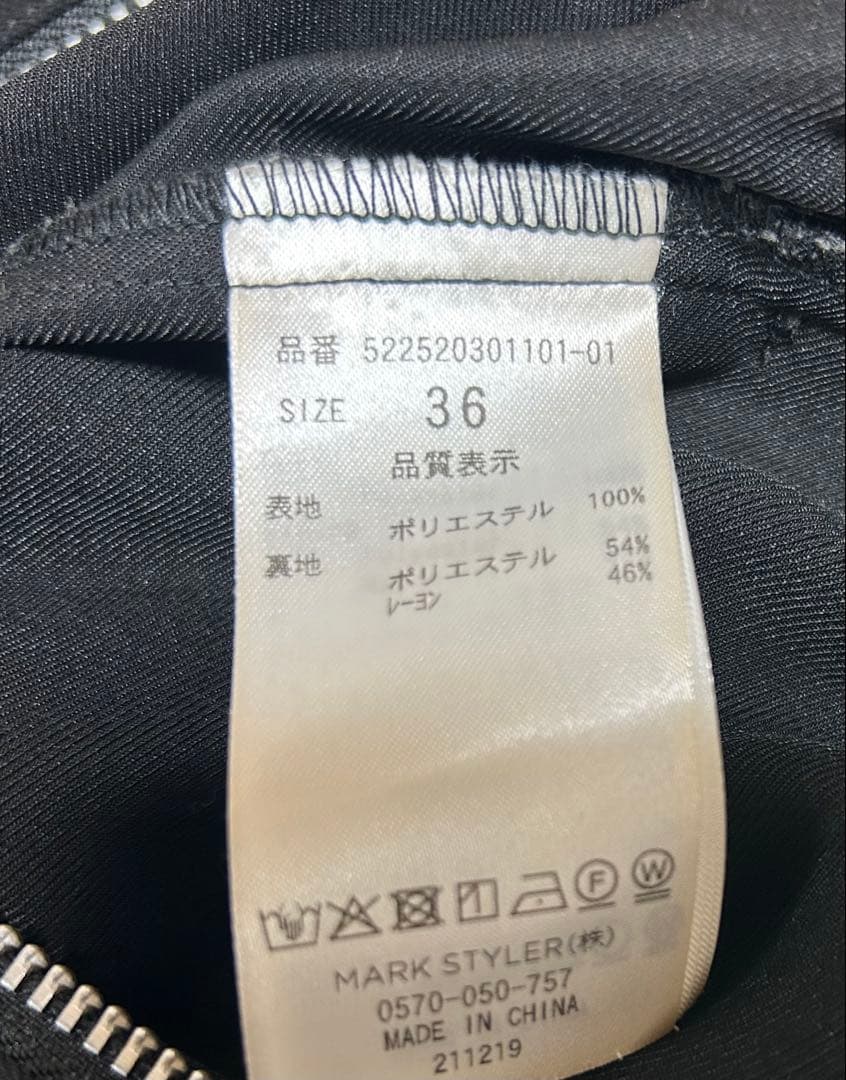 品番 522520301101-01
SIZE 36
品質表示
表地 ポリエステル 100%
裏地 ポリエステル 54%
レーヨン 46%
F W
MARK STYLER(株)
0570-050-757
MADE IN CHINA
211219